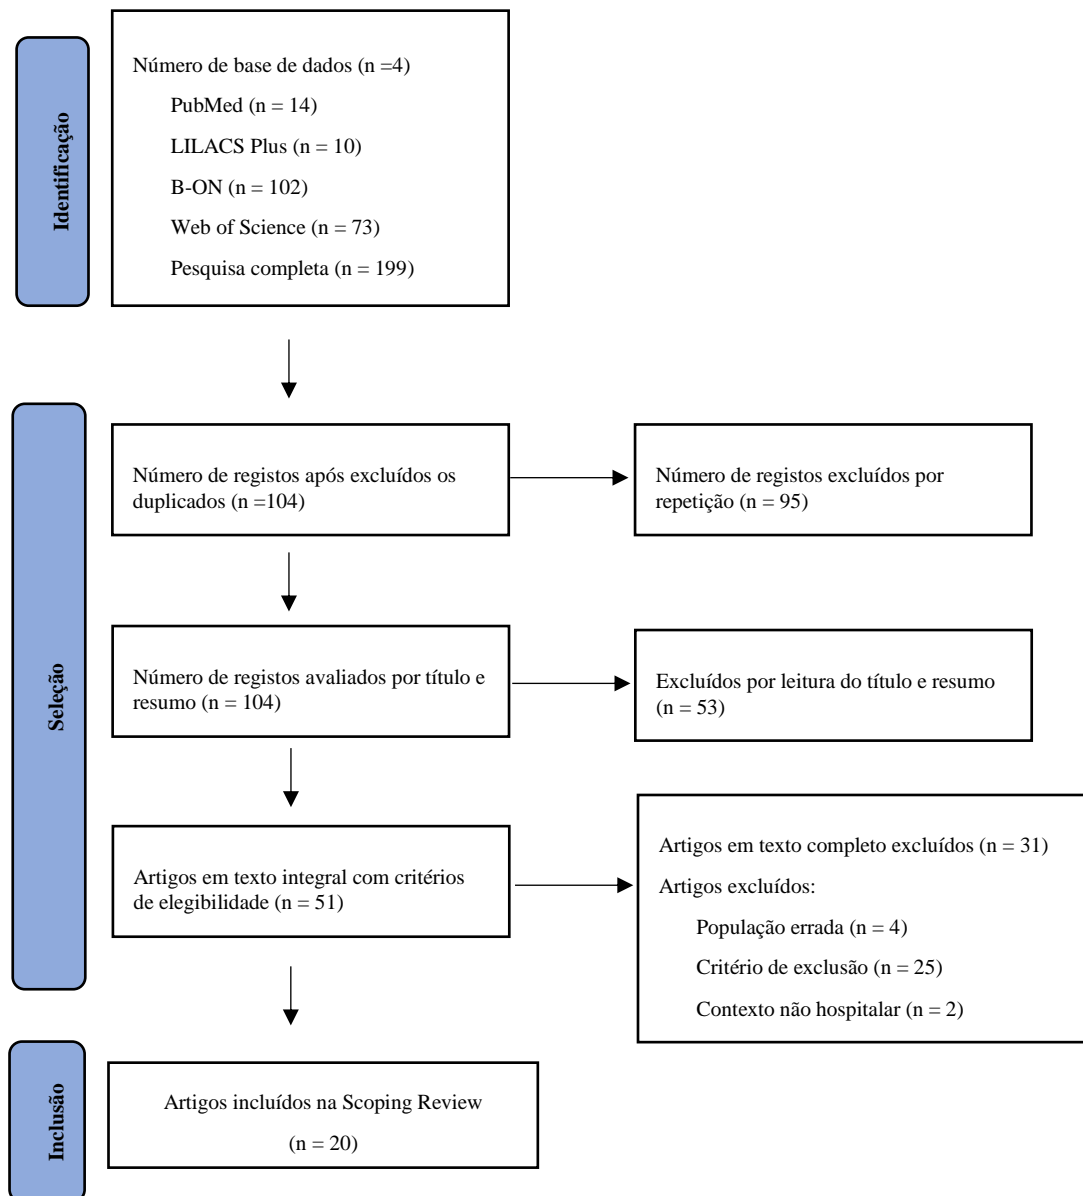 Identificação
Número de base de dados (n =4)
PubMed (n = 14)
LILACS Plus (n = 10)
B-ON (n = 102)
Web of Science (n = 73)
Pesquisa completa (n = 199)
Seleção
Número de registos após excluídos os
duplicados (n =104)
Número de registos excluídos por
repetição (n = 95)
Número de registos avaliados por título e
resumo (n = 104)
Excluídos por leitura do título e resumo
(n = 53)
Artigos em texto integral com critérios
de elegibilidade (n = 51)
Artigos em texto completo excluídos (n = 31)
Artigos excluídos:
População errada (n = 4)
Critério de exclusão (n = 25)
Contexto não hospitalar (n = 2)
Inclusão
Artigos incluídos na Scoping Review
(n = 20)